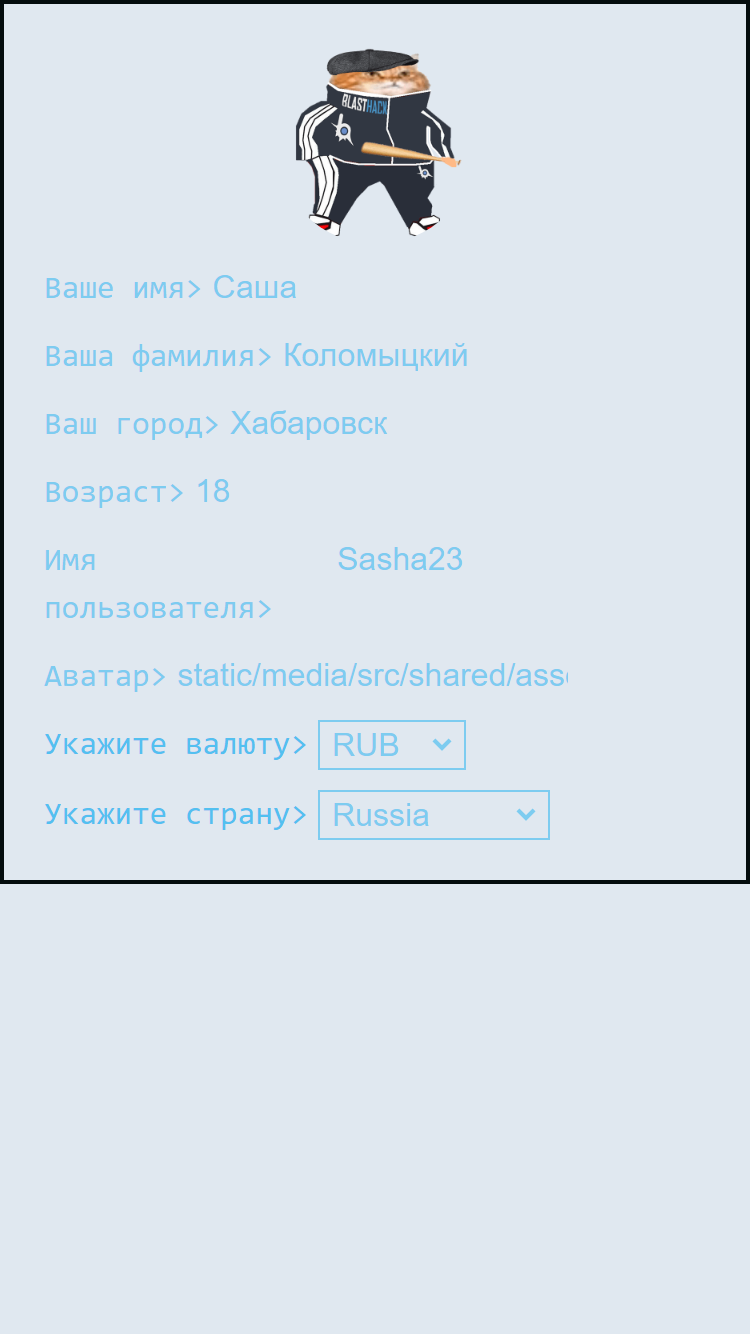 BLASTHACK
Ваше имя> Саша
Ваша фамилия> Коломыцкий
Ваш город> Хабаровск
Возраст> 18
Имя Sasha23
пользователя>
Аватар> static/media/src/shared/ass
Укажите валюту> RUB
Укажите страну> Russia